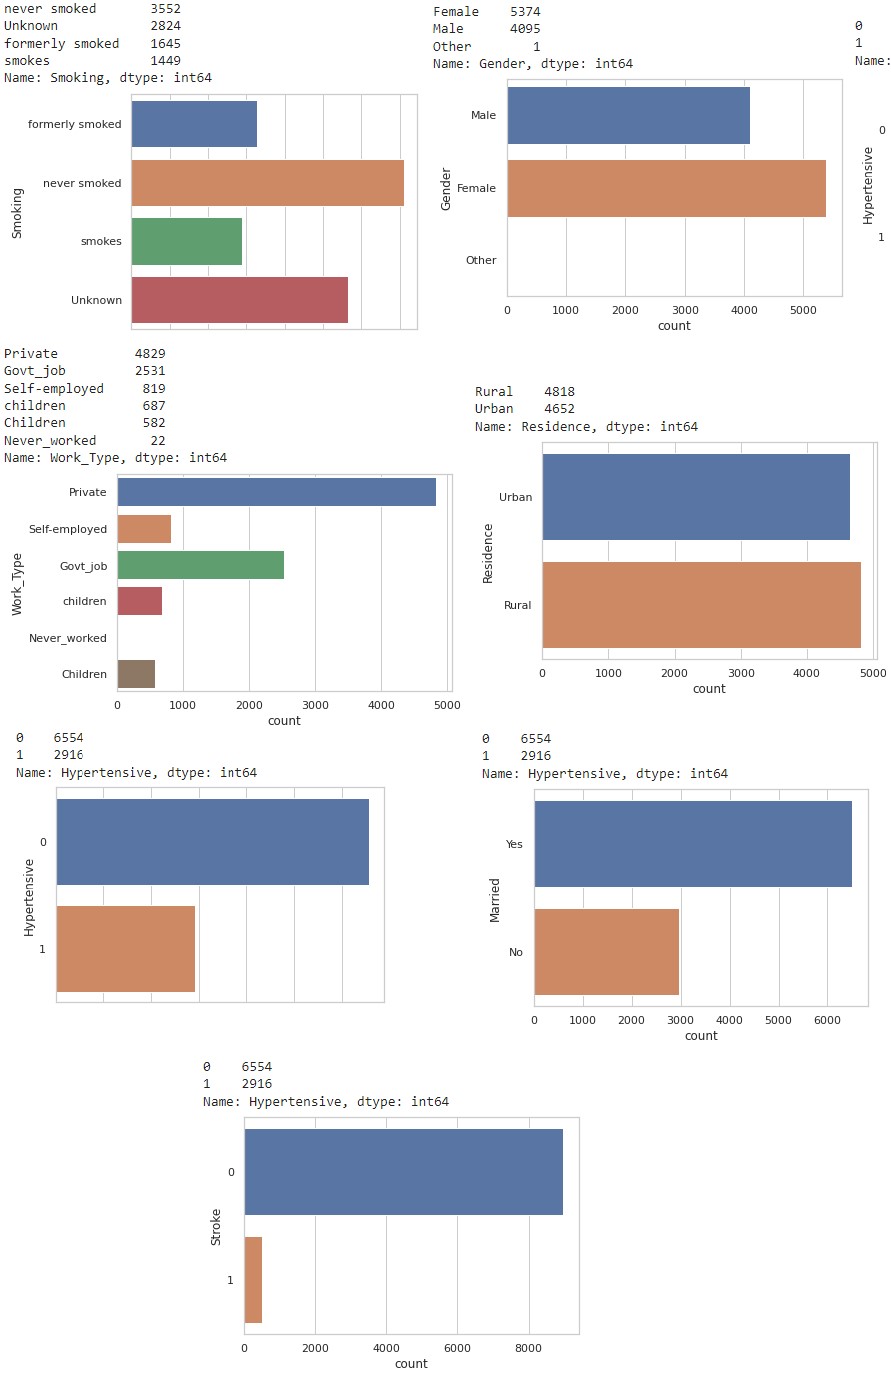 never smoked 3552
Unknown 2824
formerly smoked 1645
smokes 1449
Name: Smoking, dtype: int64
Smoking
formerly smoked
never smoked
smokes
Unknown
Female 5374
Male 4095
Other 1
Name: Gender, dtype: int64
Gender
Male
Female
Other
0 1000 2000 3000 4000 5000
count
0
1
Name:
Hypertensive
0
1
Private 4829
Govt_job 2531
Self-employed 819
children 687
Children 582
Never_worked 22
Name: Work_Type, dtype: int64
Work_Type
Private
Self-employed
Govt_job
children
Never_worked
Children
0 1000 2000 3000 4000 5000
count
Rural 4818
Urban 4652
Name: Residence, dtype: int64
Residence
Urban
Rural
0 1000 2000 3000 4000 5000
count
0 6554
1 2916
Name: Hypertensive, dtype: int64
Hypertensive
0
1
0 6554
1 2916
Name: Hypertensive, dtype: int64
Married
Yes
No
0 1000 2000 3000 4000 5000 6000
count
0 6554
1 2916
Name: Hypertensive, dtype: int64
Stroke
0
1
0 2000 4000 6000 8000
count